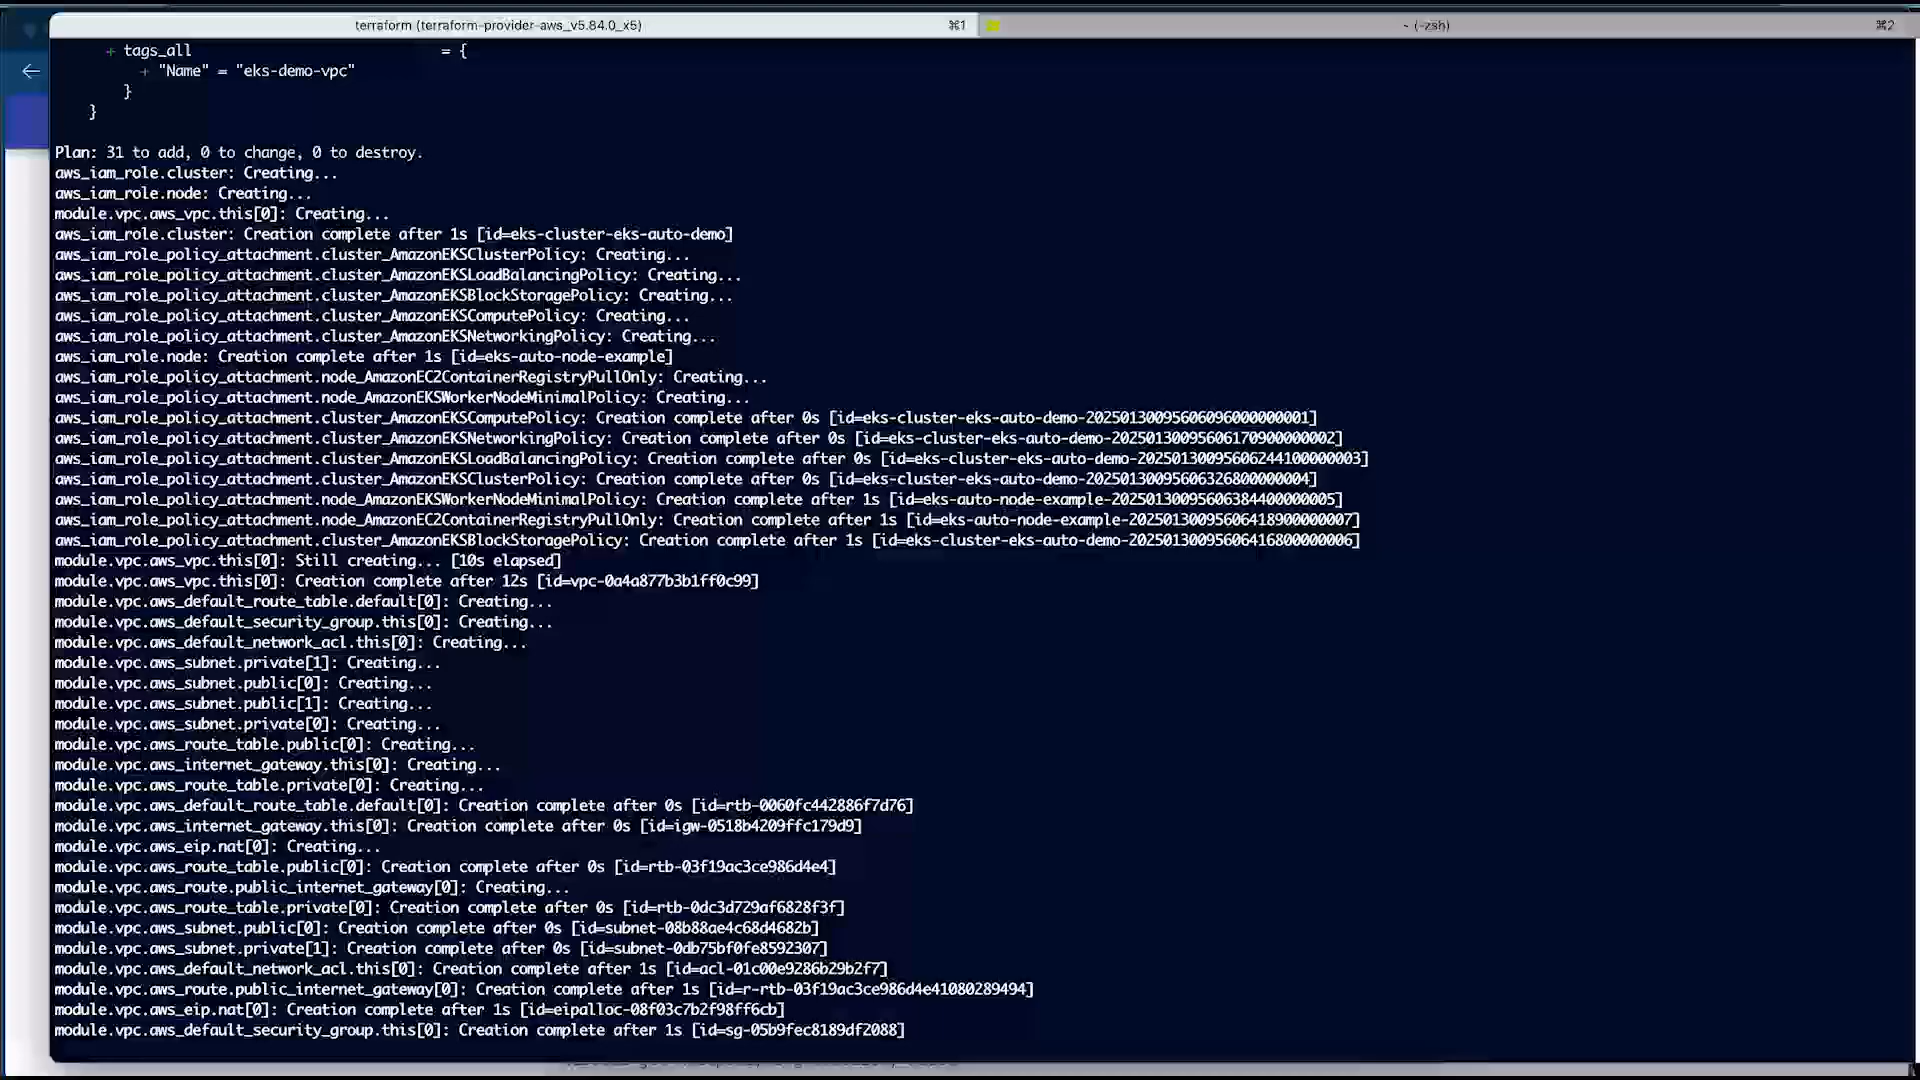 terraform (terraform-provider-aws_v5.84.0_x5) ⌘1 ~ (-zsh) ⌘2
+ tags_all = {
+ "Name" = "eks-demo-vpc"
}
}
Plan: 31 to add, 0 to change, 0 to destroy.
aws_iam_role.cluster: Creating...
aws_iam_role.node: Creating...
module.vpc.aws_vpc.this[0]: Creating...
aws_iam_role.cluster: Creation complete after 1s [id=eks-cluster-eks-auto-demo]
aws_iam_role_policy_attachment.cluster_AmazonEKSClusterPolicy: Creating...
aws_iam_role_policy_attachment.cluster_AmazonEKSLoadBalancingPolicy: Creating...
aws_iam_role_policy_attachment.cluster_AmazonEKSBlockStoragePolicy: Creating...
aws_iam_role_policy_attachment.cluster_AmazonEKSComputePolicy: Creating...
aws_iam_role_policy_attachment.cluster_AmazonEKSNetworkingPolicy: Creating...
aws_iam_role.node: Creation complete after 1s [id=eks-auto-node-example]
aws_iam_role_policy_attachment.node_AmazonEC2ContainerRegistryPullOnly: Creating...
aws_iam_role_policy_attachment.node_AmazonEKSWorkerNodeMinimalPolicy: Creating...
aws_iam_role_policy_attachment.cluster_AmazonEKSComputePolicy: Creation complete after 0s [id=eks-cluster-eks-auto-demo-20250130095606096000000001]
aws_iam_role_policy_attachment.cluster_AmazonEKSNetworkingPolicy: Creation complete after 0s [id=eks-cluster-eks-auto-demo-20250130095606170900000002]
aws_iam_role_policy_attachment.cluster_AmazonEKSLoadBalancingPolicy: Creation complete after 0s [id=eks-cluster-eks-auto-demo-20250130095606244100000003]
aws_iam_role_policy_attachment.cluster_AmazonEKSClusterPolicy: Creation complete after 0s [id=eks-cluster-eks-auto-demo-20250130095606326800000004]
aws_iam_role_policy_attachment.node_AmazonEKSWorkerNodeMinimalPolicy: Creation complete after 1s [id=eks-auto-node-example-20250130095606384400000005]
aws_iam_role_policy_attachment.node_AmazonEC2ContainerRegistryPullOnly: Creation complete after 1s [id=eks-auto-node-example-20250130095606418900000007]
aws_iam_role_policy_attachment.cluster_AmazonEKSBlockStoragePolicy: Creation complete after 1s [id=eks-cluster-eks-auto-demo-20250130095606416800000006]
module.vpc.aws_vpc.this[0]: Still creating... [10s elapsed]
module.vpc.aws_vpc.this[0]: Creation complete after 12s [id=vpc-0a4a877b3b1ff0c99]
module.vpc.aws_default_route_table.default[0]: Creating...
module.vpc.aws_default_security_group.this[0]: Creating...
module.vpc.aws_default_network_acl.this[0]: Creating...
module.vpc.aws_subnet.private[1]: Creating...
module.vpc.aws_subnet.public[0]: Creating...
module.vpc.aws_subnet.public[1]: Creating...
module.vpc.aws_subnet.private[0]: Creating...
module.vpc.aws_route_table.public[0]: Creating...
module.vpc.aws_internet_gateway.this[0]: Creating...
module.vpc.aws_route_table.private[0]: Creating...
module.vpc.aws_default_route_table.default[0]: Creation complete after 0s [id=rtb-0060fc442886f7d76]
module.vpc.aws_internet_gateway.this[0]: Creation complete after 0s [id=igw-0518b4209ffc179d9]
module.vpc.aws_eip.nat[0]: Creating...
module.vpc.aws_route_table.public[0]: Creation complete after 0s [id=rtb-03f19ac3ce986d4e4]
module.vpc.aws_route.public_internet_gateway[0]: Creating...
module.vpc.aws_route_table.private[0]: Creation complete after 0s [id=rtb-0dc3d729af6828f3f]
module.vpc.aws_subnet.public[0]: Creation complete after 0s [id=subnet-08b88ae4c68d4682b]
module.vpc.aws_subnet.private[1]: Creation complete after 0s [id=subnet-0db75bf0fe8592307]
module.vpc.aws_default_network_acl.this[0]: Creation complete after 1s [id=acl-01c00e9286b29b2f7]
module.vpc.aws_route.public_internet_gateway[0]: Creation complete after 1s [id=r-rtb-03f19ac3ce986d4e41080289494]
module.vpc.aws_eip.nat[0]: Creation complete after 1s [id=eipalloc-08f03c7b2f98ff6cb]
module.vpc.aws_default_security_group.this[0]: Creation complete after 1s [id=sg-05b9fec8189df2088]